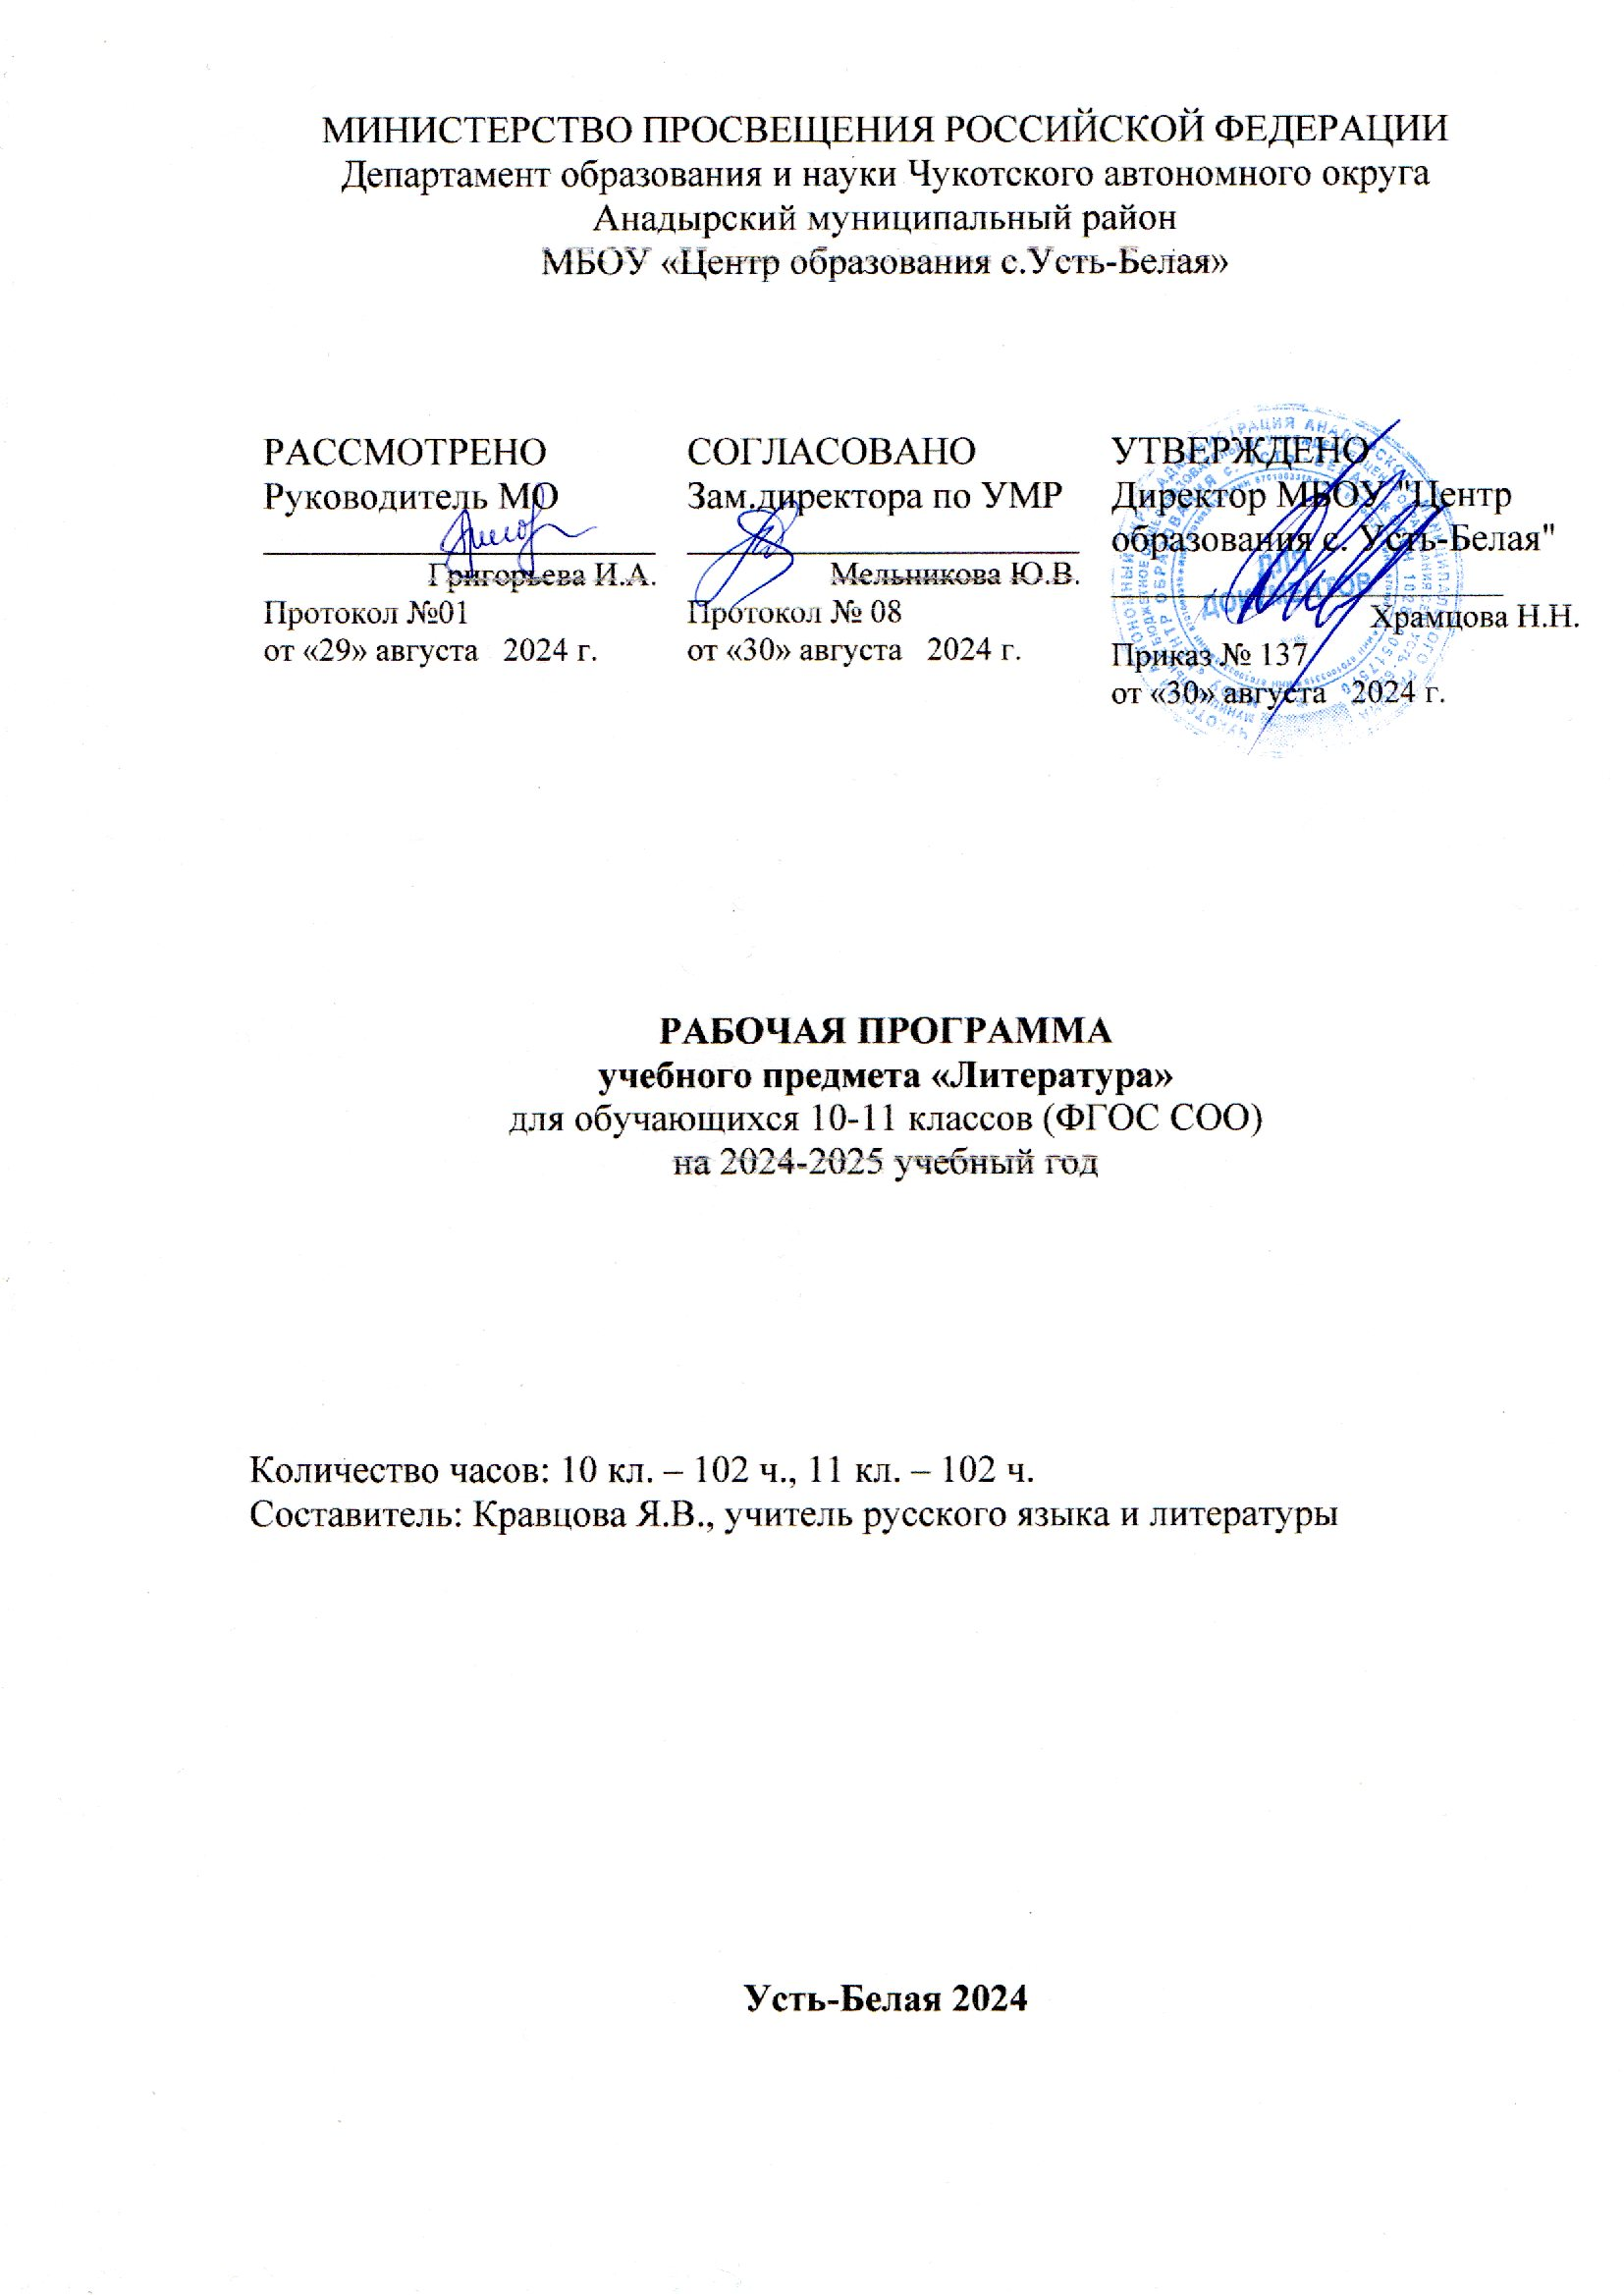 МИНИСТЕРСТВО ПРОСВЕЩЕНИЯ РОССИЙСКОЙ ФЕДЕРАЦИИ
Департамент образования и науки Чукотского автономного округа
Анадырский муниципальный район
МБОУ «Центр образования с.Усть-Белая»
РАССМОТРЕНО
Руководитель МО
Григорьева И.А.
Протокол №01
от «29» августа 2024 г.
СОГЛАСОВАНО
Зам.директора по УМР
Мельникова Ю.В.
Протокол № 08
от «30» августа 2024 г.
УТВЕРЖДЕНО
Директор МБОУ "Центр
образования с. Усть-Белая"
Храмцова Н.Н.
Приказ № 137
от «30» августа 2024 г.
ДЛЯ
ДОКУМЕНТОВ
РАБОЧАЯ ПРОГРАММА
учебного предмета «Литература»
для обучающихся 10-11 классов (ФГОС СОО)
на 2024-2025 учебный год
Количество часов: 10 кл. – 102 ч., 11 кл. – 102 ч.
Составитель: Кравцова Я.В., учитель русского языка и литературы
Усть-Белая 2024